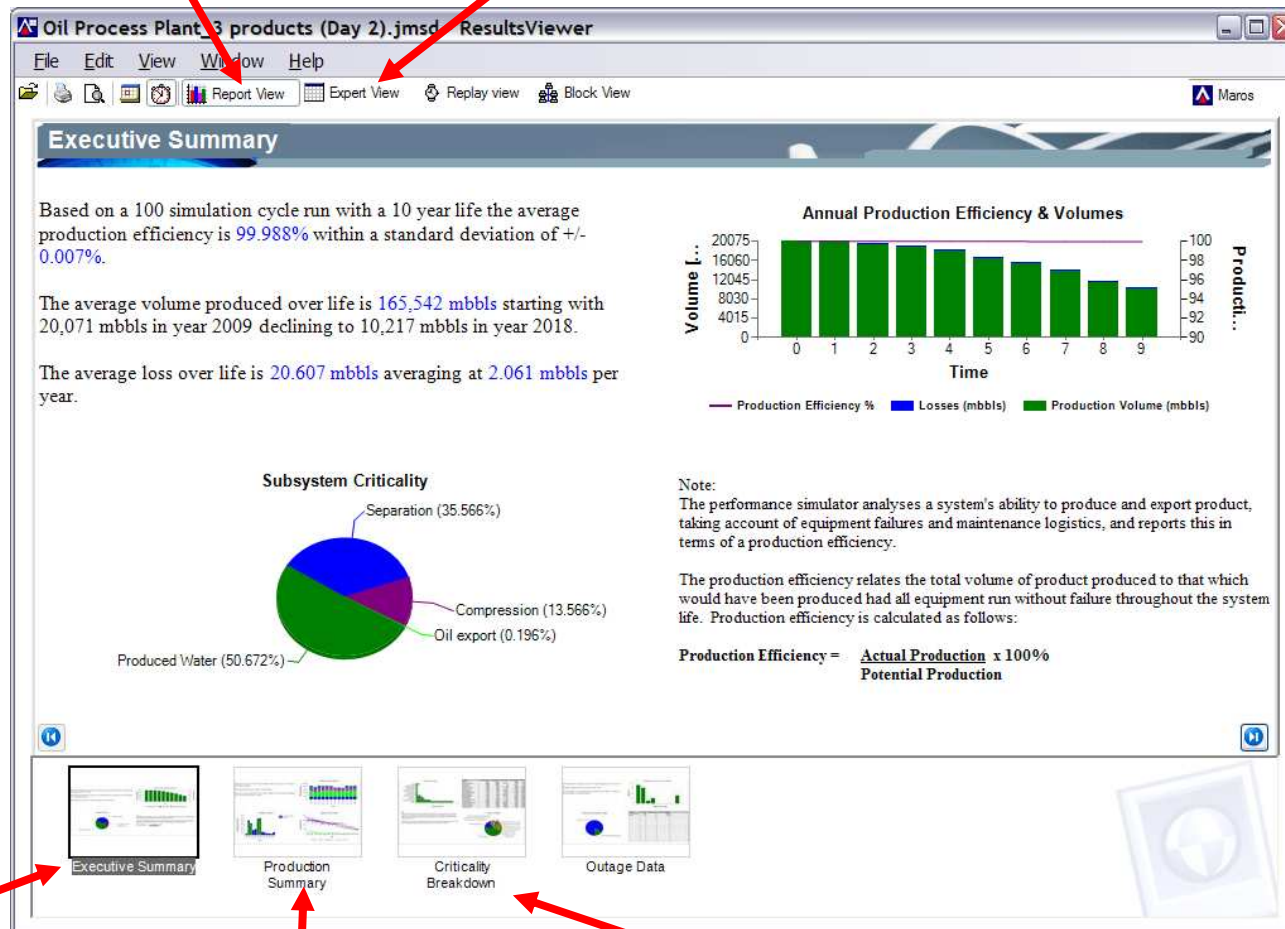 Oil Process Plant_3 products (Day 2).jmsd - ResultsViewer
File Edit View Window Help
Report View Expert View Replay view Block View Maros
Executive Summary
Based on a 100 simulation cycle run with a 10 year life the average
production efficiency is 99.988% within a standard deviation of +/-
0.007%.
The average volume produced over life is 165,542 mbbls starting with
20,071 mbbls in year 2009 declining to 10,217 mbbls in year 2018.
The average loss over life is 20.607 mbbls averaging at 2.061 mbbls per
year.
Annual Production Efficiency & Volumes
Volume [...
20075
16060
12045
8030
4015
0
100
98
96
94
92
90
Producti...
0 1 2 3 4 5 6 7 8 9
Time
Production Efficiency % Losses (mbbls) Production Volume (mbbls)
Subsystem Criticality
Separation (35.566%)
Compression (13.566%)
Oil export (0.196%)
Produced Water (50.672%)
Note:
The performance simulator analyses a system's ability to produce and export product,
taking account of equipment failures and maintenance logistics, and reports this in
terms of a production efficiency.
The production efficiency relates the total volume of product produced to that which
would have been produced had all equipment run without failure throughout the system
life. Production efficiency is calculated as follows:
Production Efficiency = Actual Production x 100%
Potential Production
Executive Summary
Production
Summary
Criticality
Breakdown
Outage Data